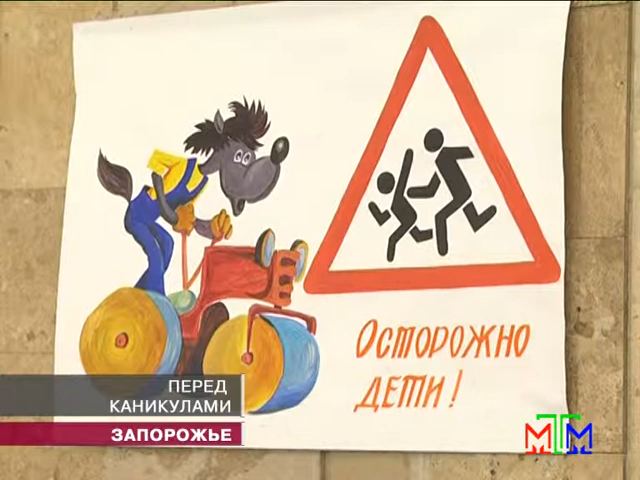 Осторожно
дети!
ПЕРЕД
КАНИКУЛАМИ
ЗАПОРОЖЬЕ
МТМ